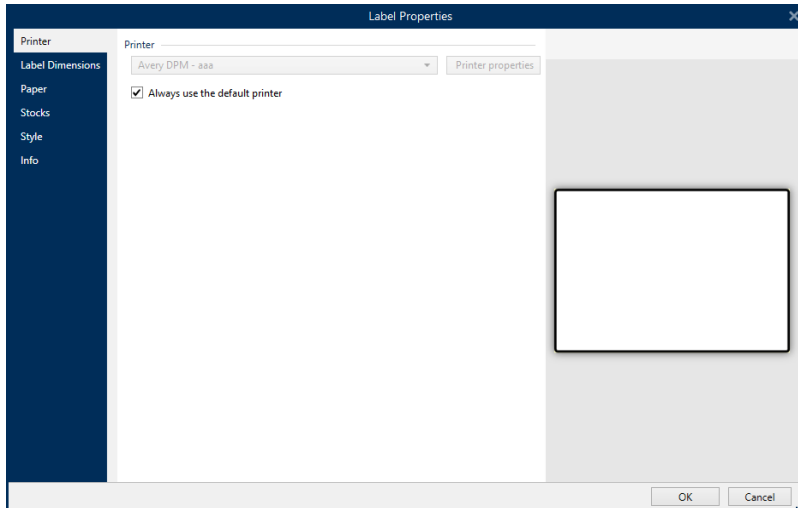 Label Properties
Printer
Label Dimensions
Paper
Stocks
Style
Info
Printer
Avery DPM - aaa
Printer properties
Always use the default printer
OK
Cancel